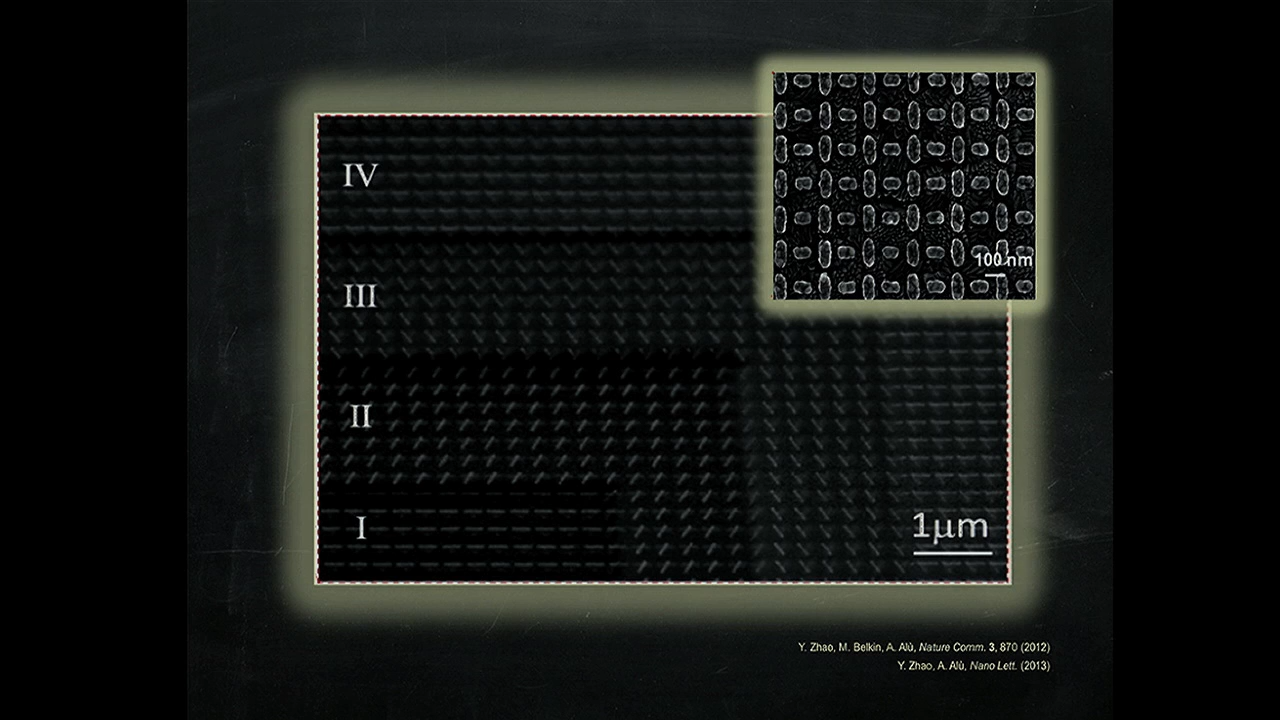 IV
100 nm
III
II
I
1μm
Y. Zhao, M. Belkin, A. Alù, Nature Comm. 3, 870 (2012)
Y. Zhao, A. Alù, Nano Lett. (2013)